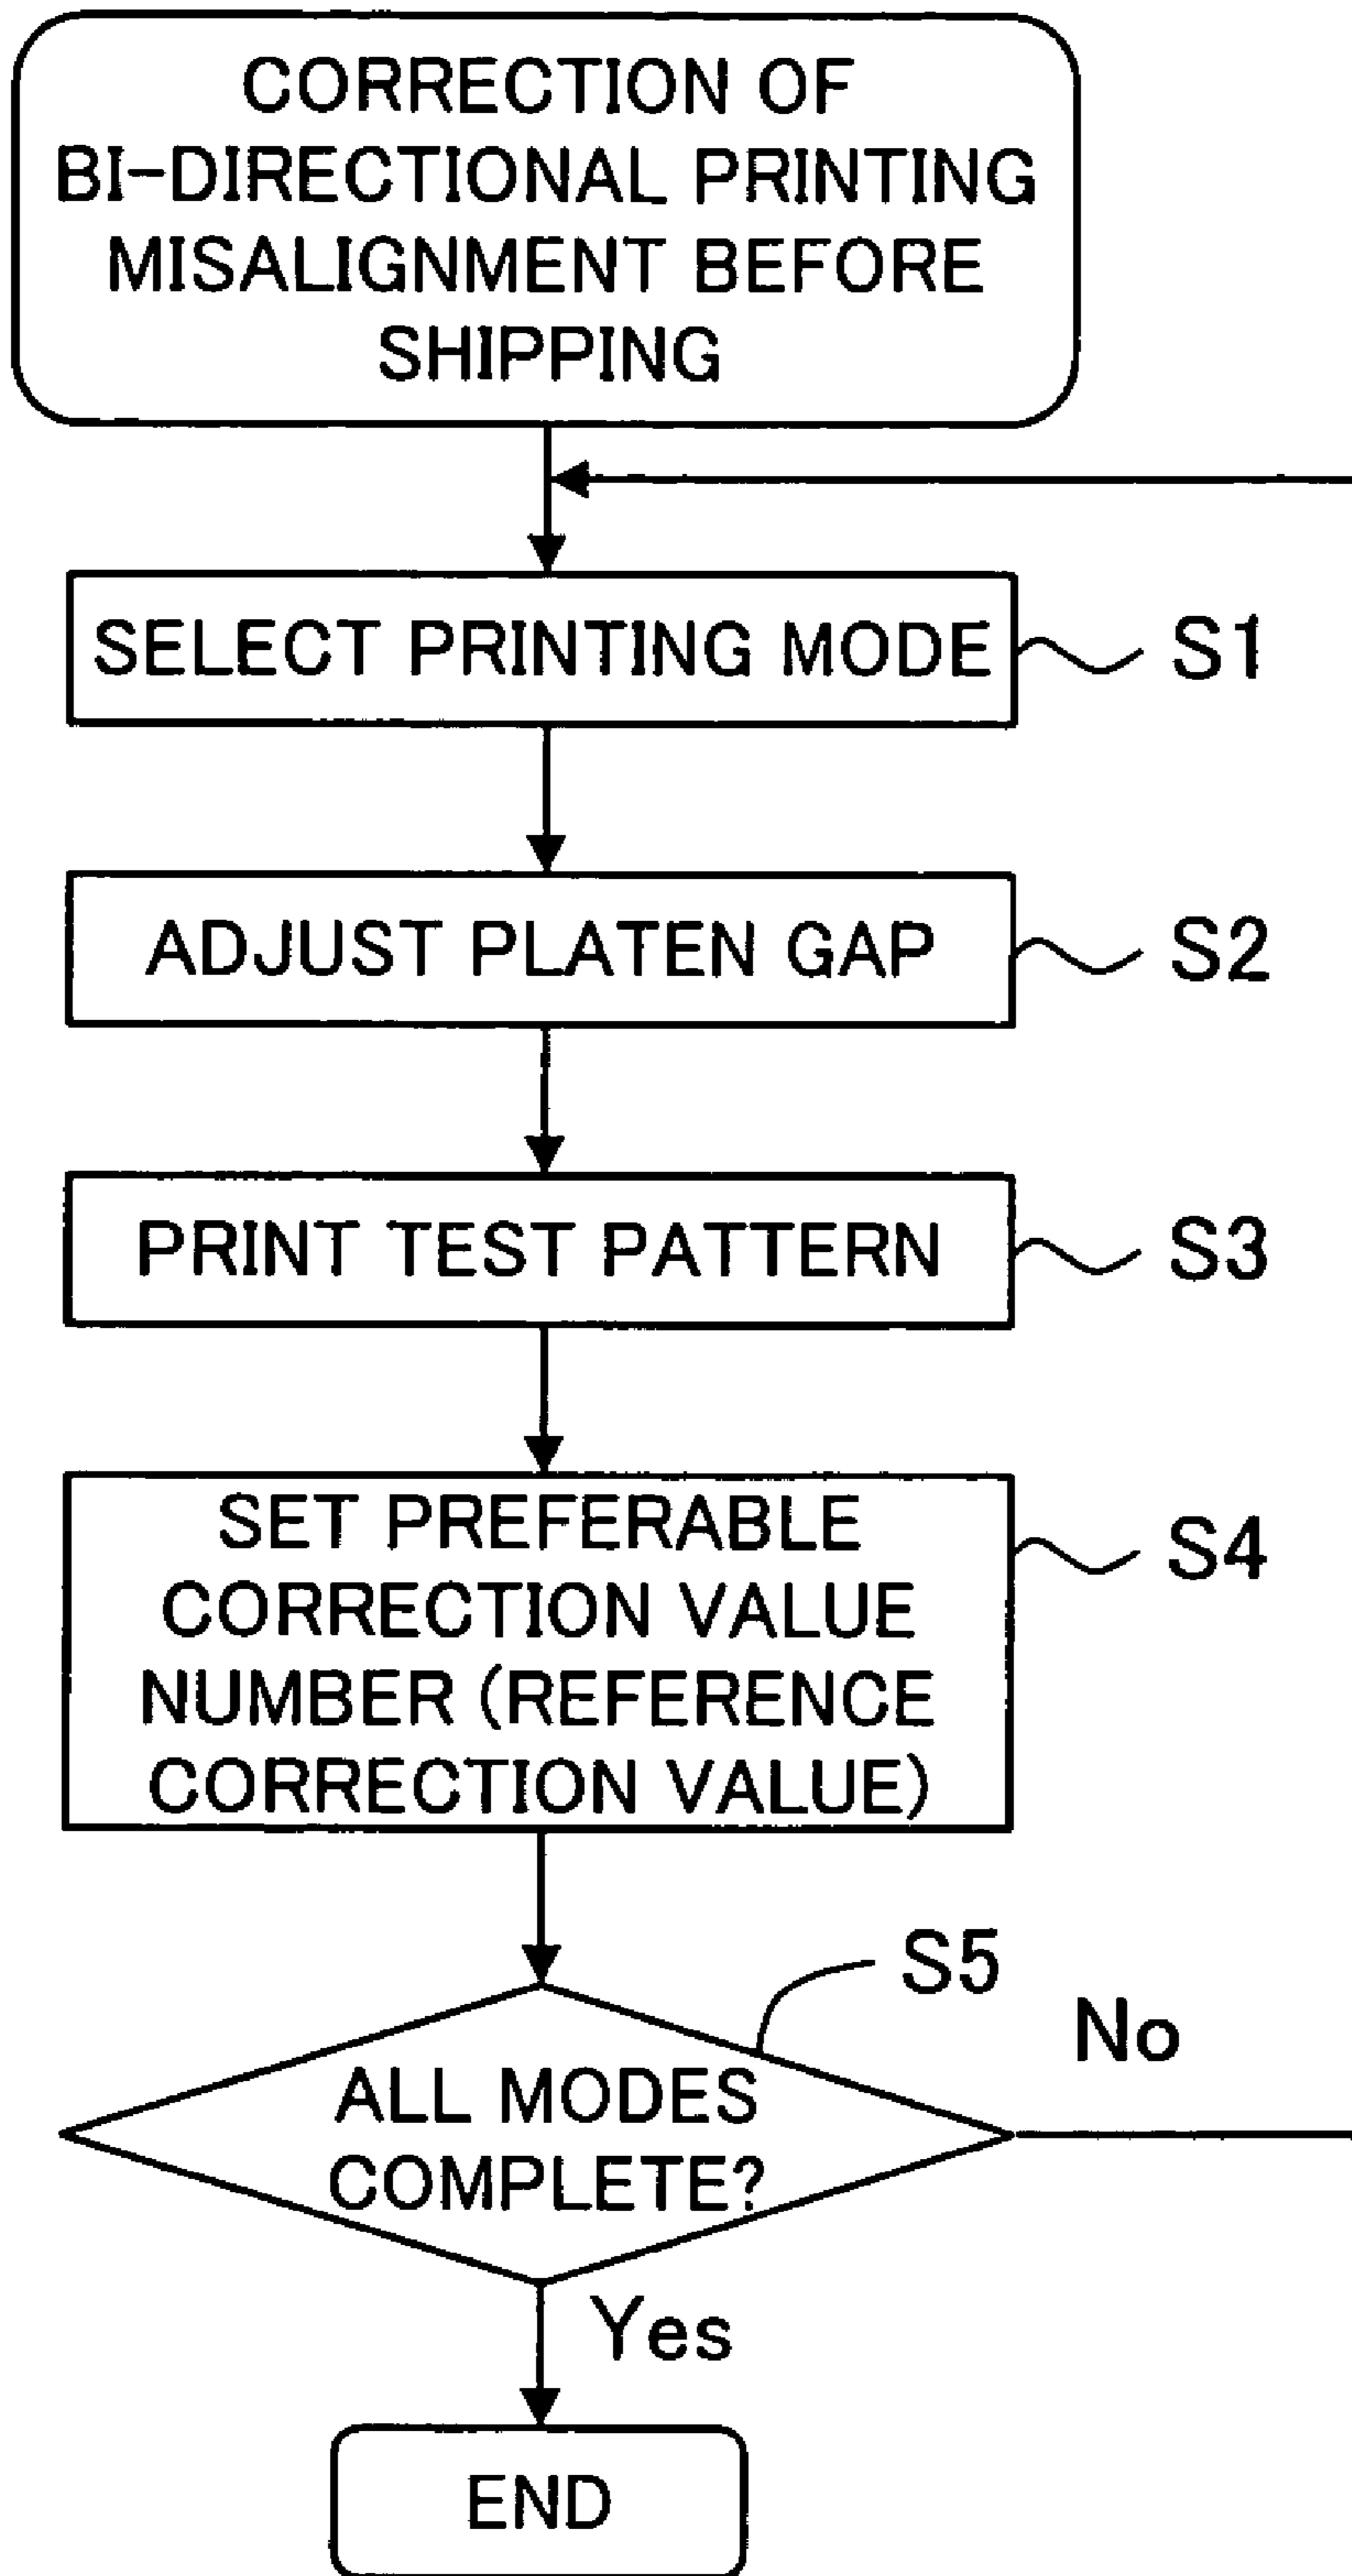 CORRECTION OF
BI-DIRECTIONAL PRINTING
MISALIGNMENT BEFORE
SHIPPING
SELECT PRINTING MODE
S1
ADJUST PLATEN GAP
S2
PRINT TEST PATTERN
S3
SET PREFERABLE
CORRECTION VALUE
NUMBER (REFERENCE
CORRECTION VALUE)
S4
S5
ALL MODES
COMPLETE?
No
Yes
END